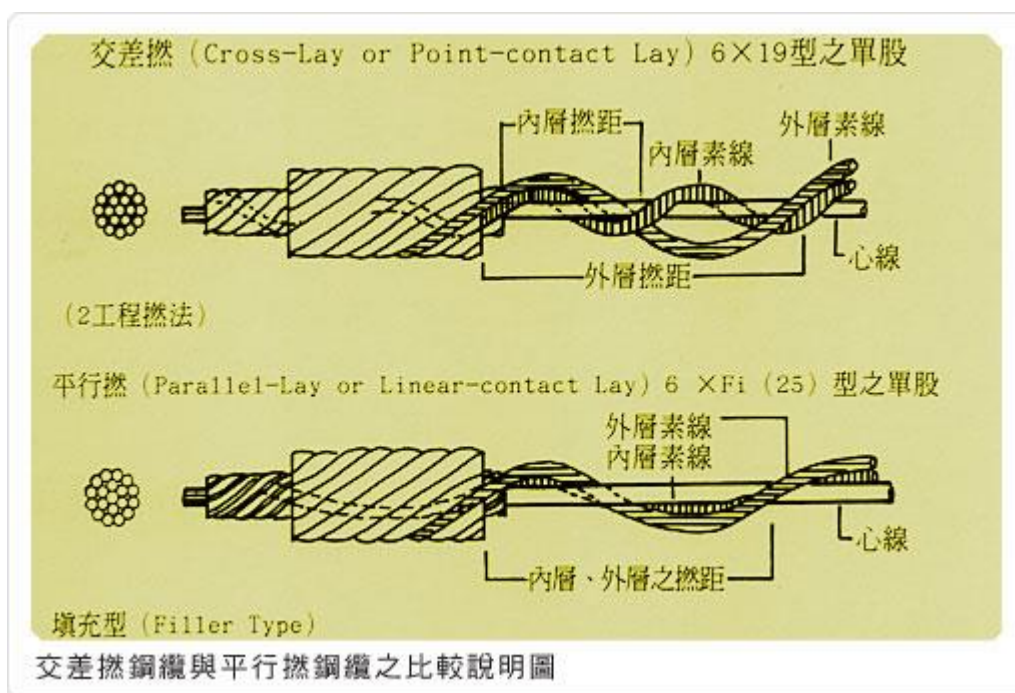 交差撚 (Cross-Lay or Point-contact Lay) 6×19型之單股
內層撚距
外層素線
內層素線
心線
外層撚距
(2工程撚法)
平行撚 (Parallel-Lay or Linear-contact Lay) 6 ×Fi (25) 型之單股
外層素線
內層素線
心線
內層、外層之撚距
填充型 (Filler Type)
交差撚鋼纜與平行撚鋼纜之比較說明圖